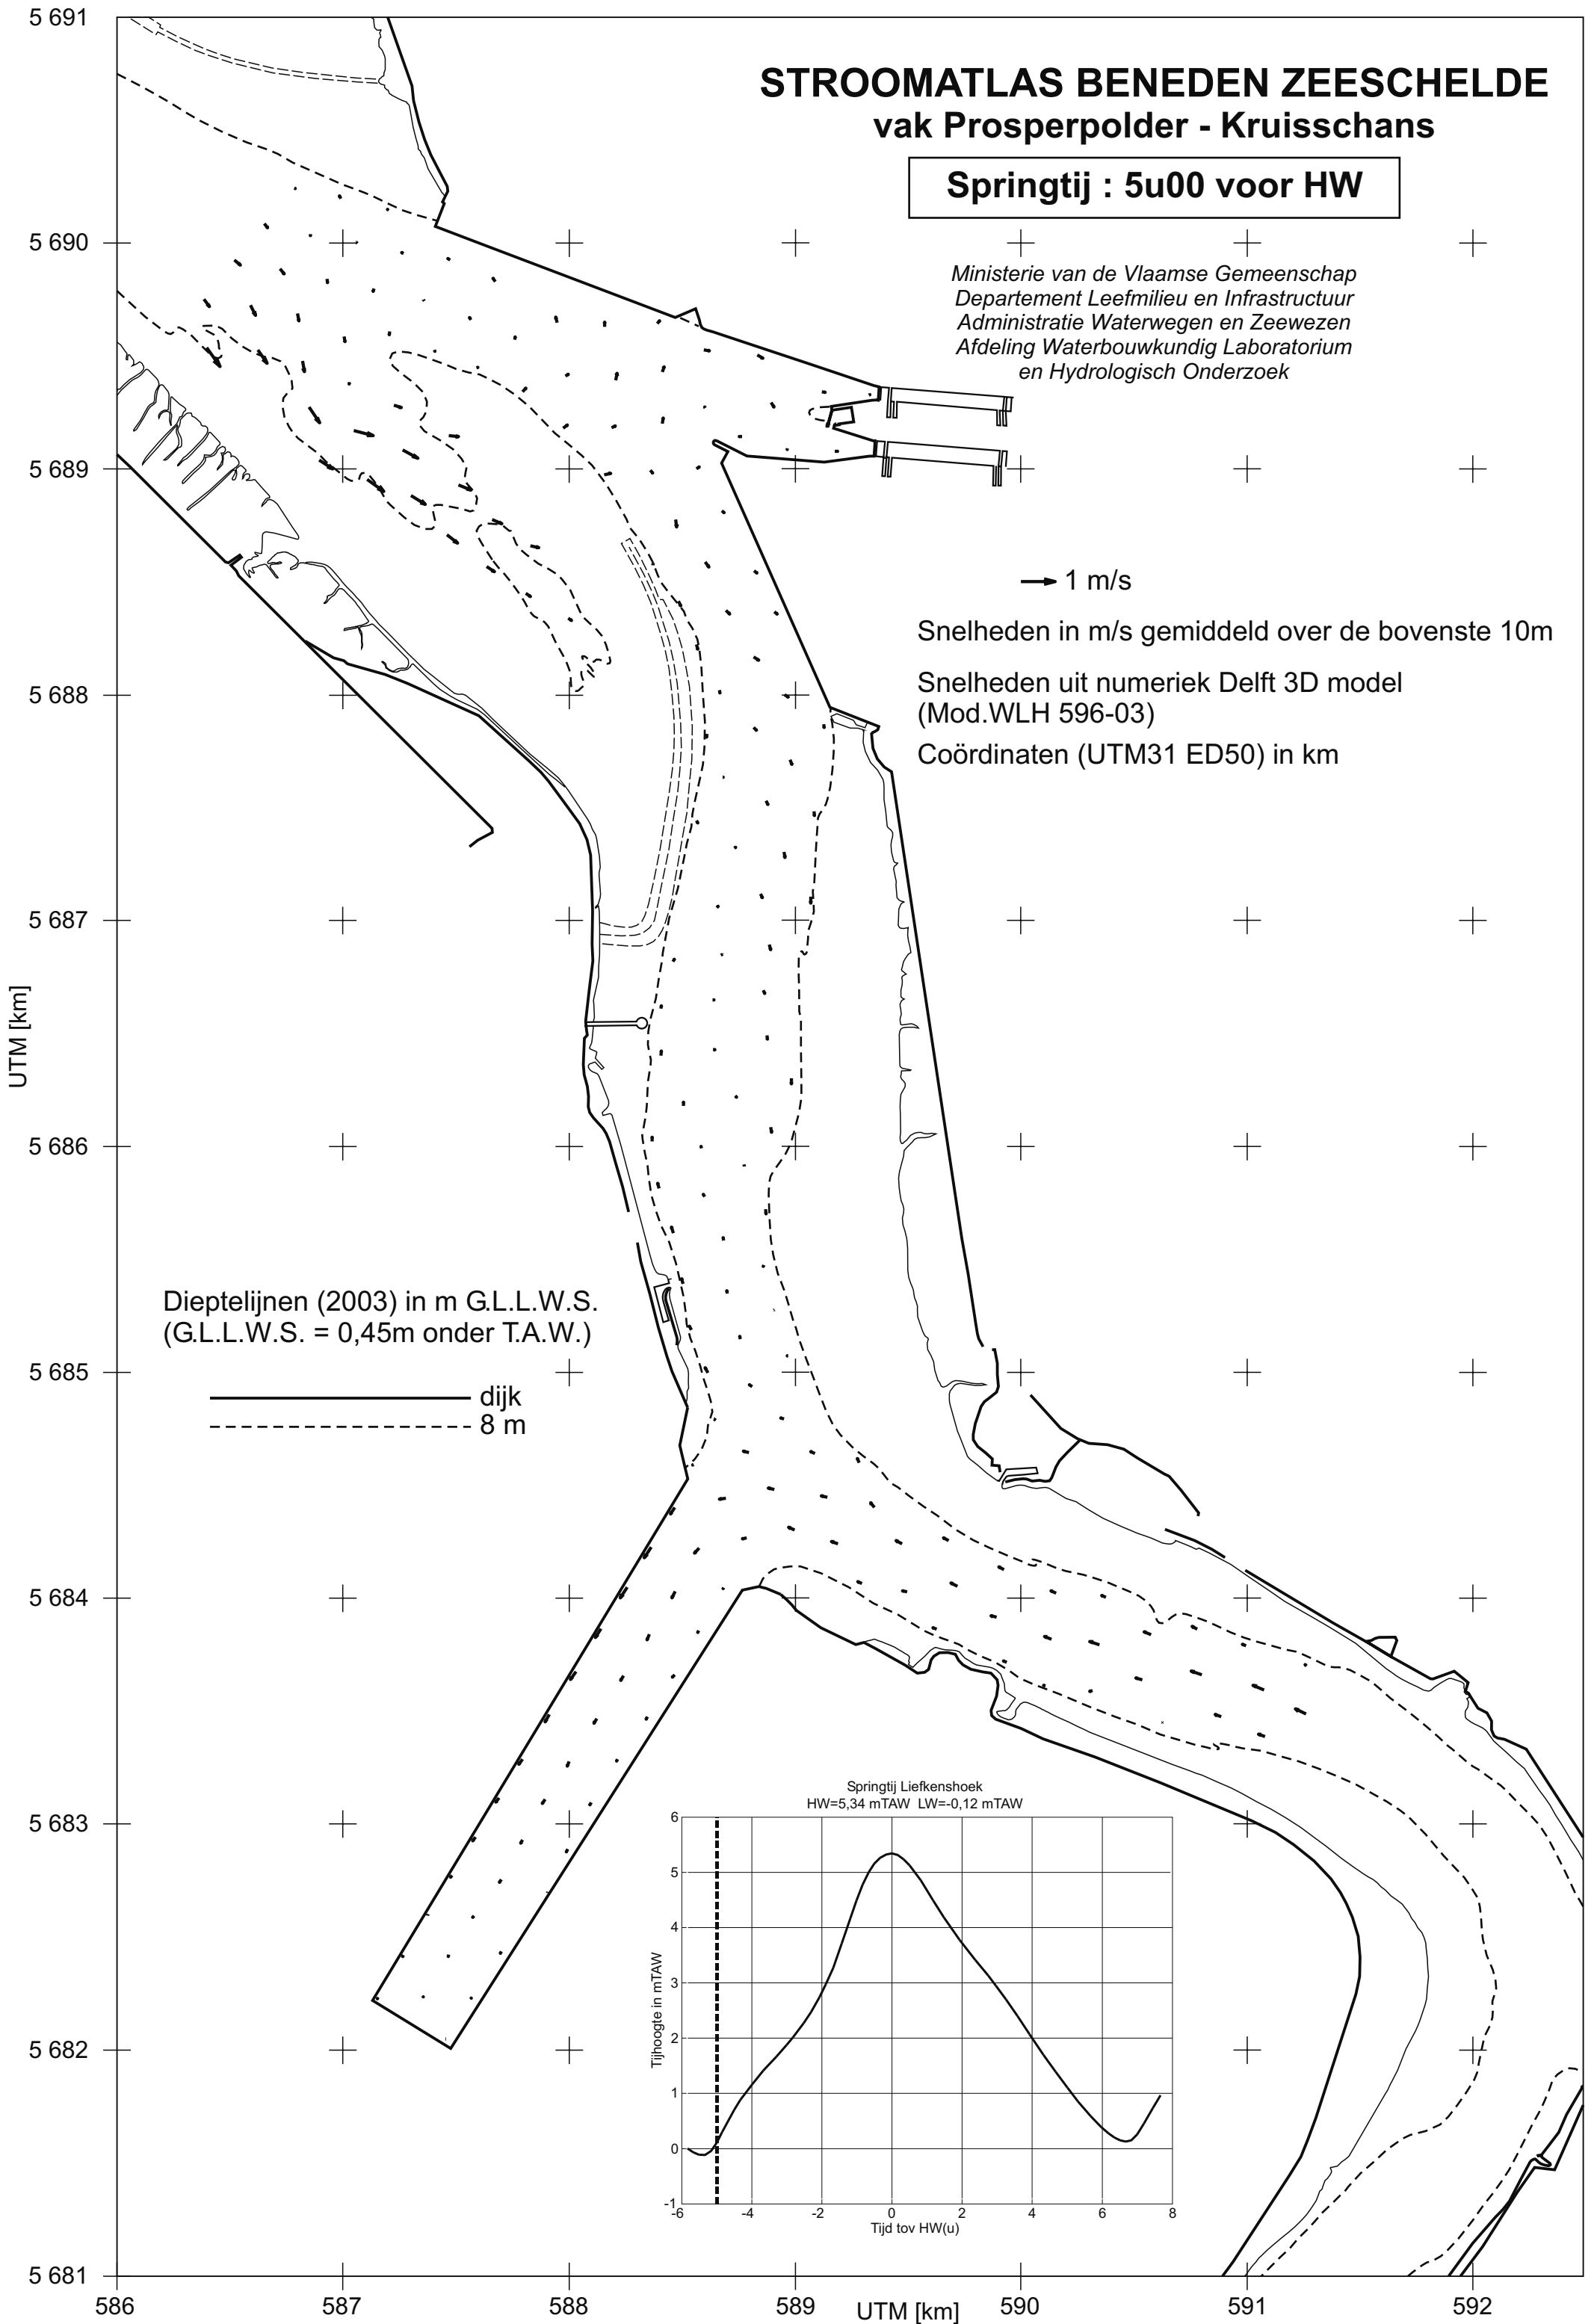 STROOMATLAS BENEDEN ZEESCHELDE
vak Prosperpolder - Kruisschans
Springtij : 5u00 voor HW
Ministerie van de Vlaamse Gemeenschap
Departement Leefmilieu en Infrastructuur
Administratie Waterwegen en Zeewezen
Afdeling Waterbouwkundig Laboratorium
en Hydrologisch Onderzoek
1 m/s
Snelheden in m/s gemiddeld over de bovenste 10m
Snelheden uit numeriek Delft 3D model
(Mod.WLH 596-03)
Coördinaten (UTM31 ED50) in km
Dieptelijnen (2003) in m G.L.L.W.S.
(G.L.L.W.S. = 0,45m onder T.A.W.)
dijk
8 m
5 691
5 690
5 689
5 688
5 687
5 686
5 685
5 684
5 683
5 682
5 681
UTM [km]
586 587 588 589 590 591 592
UTM [km]
Springtij Liefkenshoek
HW=5,34 mTAW LW=-0,12 mTAW
6
5
4
3
2
1
0
-1
Tijhoogte in mTAW
-6 -4 -2 0 2 4 6 8
Tijd tov HW(u)